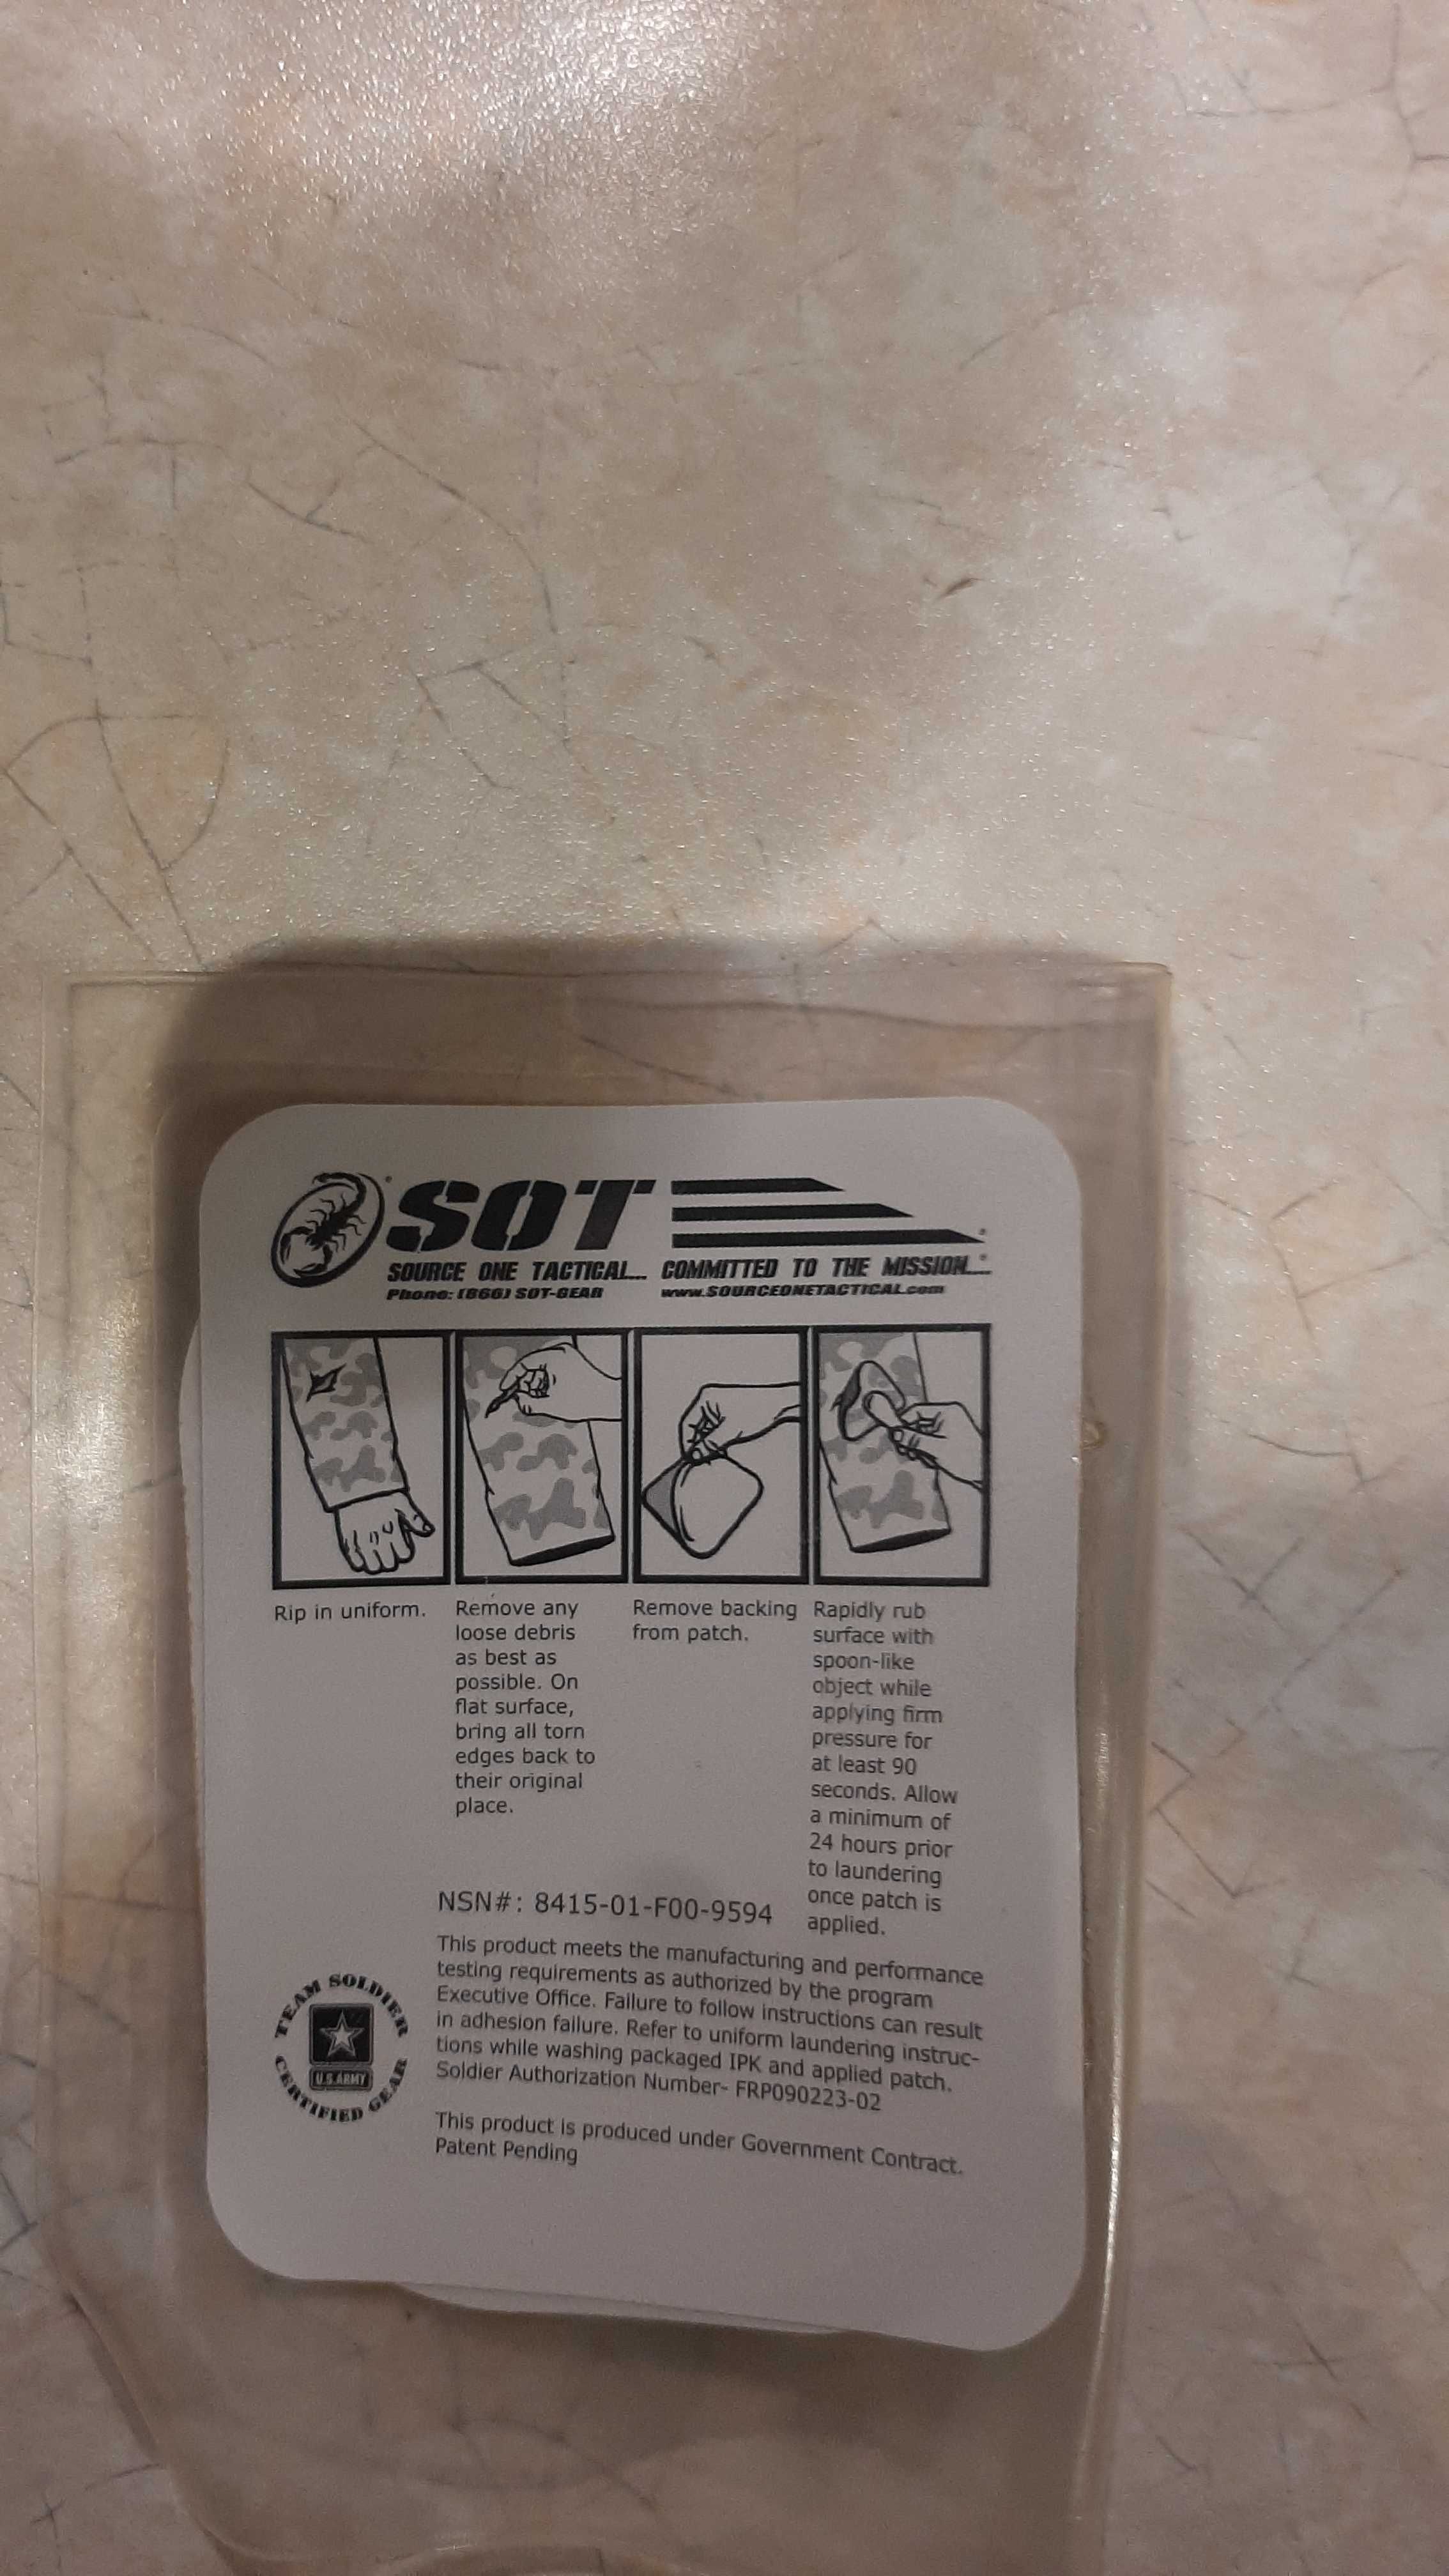 SOT
SOURCE ONE TACTICAL... COMMITTED TO THE MISSION...®
Phone: (866) SOT-GEAR www.SOURCEONETACTICAL.com
Rip in uniform.
Remove any
loose debris
as best as
possible. On
flat surface,
bring all torn
edges back to
their original
place.
Remove backing
from patch.
Rapidly rub
surface with
spoon-like
object while
applying firm
pressure for
at least 90
seconds. Allow
a minimum of
24 hours prior
to laundering
once patch is
applied.
NSN#: 8415-01-F00-9594
This product meets the manufacturing and performance
testing requirements as authorized by the program
Executive Office. Failure to follow instructions can result
in adhesion failure. Refer to uniform laundering instruc-
tions while washing packaged IPK and applied patch.
Soldier Authorization Number- FRP090223-02
This product is produced under Government Contract.
Patent Pending
TEAM SOLDIER
U.S.ARMY
CERTIFIED GEAR